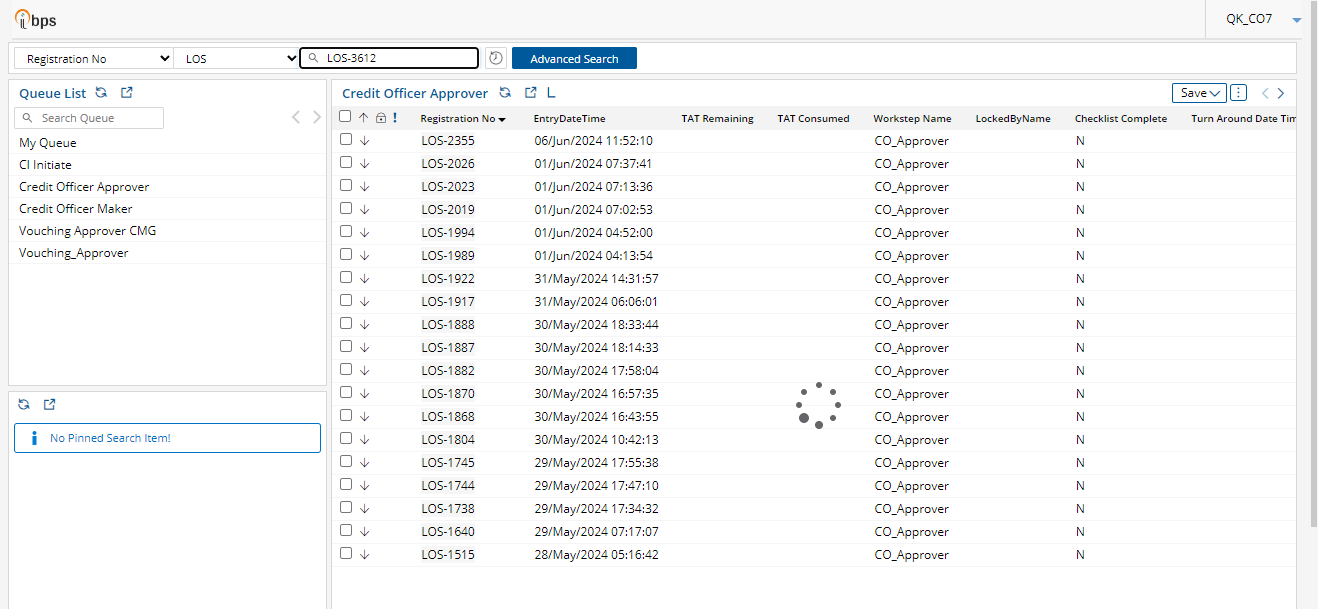 ibps
QK_CO7
Registration No LOS LOS-3612 Advanced Search
Queue List
Search Queue
My Queue
CI Initiate
Credit Officer Approver
Credit Officer Maker
Vouching Approver CMG
Vouching_Approver
No Pinned Search Item!
Credit Officer Approver L Save
Registration No EntryDateTime TAT Remaining TAT Consumed Workstep Name LockedByName Checklist Complete Turn Around Date Tim
LOS-2355 06/Jun/2024 11:52:10 CO_Approver N
LOS-2026 01/Jun/2024 07:37:41 CO_Approver N
LOS-2023 01/Jun/2024 07:13:36 CO_Approver N
LOS-2019 01/Jun/2024 07:02:53 CO_Approver N
LOS-1994 01/Jun/2024 04:52:00 CO_Approver N
LOS-1989 01/Jun/2024 04:13:54 CO_Approver N
LOS-1922 31/May/2024 14:31:57 CO_Approver N
LOS-1917 31/May/2024 06:06:01 CO_Approver N
LOS-1888 30/May/2024 18:33:44 CO_Approver N
LOS-1887 30/May/2024 18:14:33 CO_Approver N
LOS-1882 30/May/2024 17:58:04 CO_Approver N
LOS-1870 30/May/2024 16:57:35 CO_Approver N
LOS-1868 30/May/2024 16:43:55 CO_Approver N
LOS-1804 30/May/2024 10:42:13 CO_Approver N
LOS-1745 29/May/2024 17:55:38 CO_Approver N
LOS-1744 29/May/2024 17:47:10 CO_Approver N
LOS-1738 29/May/2024 17:34:32 CO_Approver N
LOS-1640 29/May/2024 07:17:07 CO_Approver N
LOS-1515 28/May/2024 05:16:42 CO_Approver N